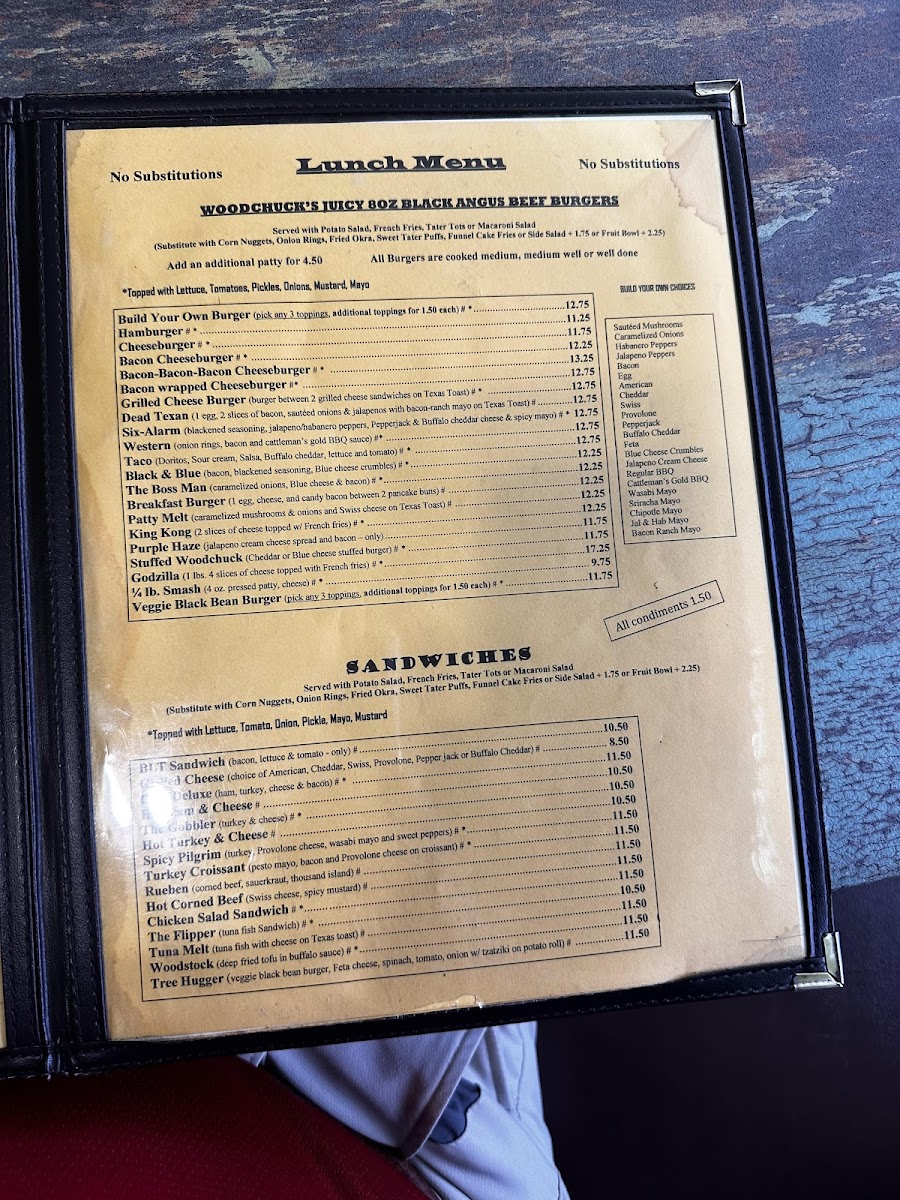 No Substitutions
Lunch Menu
No Substitutions
WOODCHUCK'S JUICY 8OZ BLACK ANGUS BEEF BURGERS
Served with Potato Salad, French Fries, Tater Tots or Macaroni Salad
(Substitute with Corn Nuggets, Onion Rings, Fried Okra, Sweet Tater Puffs, Funnel Cake Fries or Side Salad + 1.75 or Fruit Bowl + 2.25)
Add an additional patty for 4.50 All Burgers are cooked medium, medium well or well done
*Topped with Lettuce, Tomatoes, Pickles, Onions, Mustard, Mayo
Build Your Own Burger (pick any 3 toppings, additional toppings for 1.50 each) # * 12.75
Hamburger # * 11.25
Cheeseburger # * 11.75
Bacon Cheeseburger # * 12.25
Bacon-Bacon-Bacon Cheeseburger # * 13.25
Bacon wrapped Cheeseburger #* 12.75
Grilled Cheese Burger (burger between 2 grilled cheese sandwiches on Texas Toast) # * 12.75
Dead Texan (1 egg, 2 slices of bacon, sautéed onions & jalapenos with bacon-ranch mayo on Texas Toast) # 12.75
Six-Alarm (blackened seasoning, jalapeno/habanero peppers, Pepperjack & Buffalo cheddar cheese & spicy mayo) # * 12.75
Western (onion rings, bacon and cattleman's gold BBQ sauce) #* 12.75
Taco (Doritos, Sour cream, Salsa, Buffalo cheddar, lettuce and tomato) # * 12.75
Black & Blue (bacon, blackened seasoning, Blue cheese crumbles) # * 12.25
The Boss Man (caramelized onions, Blue cheese & bacon) # * 12.25
Breakfast Burger (1 egg, cheese, and candy bacon between 2 pancake buns) # 12.25
Patty Melt (caramelized mushrooms & onions and Swiss cheese on Texas Toast) # 12.25
King Kong (2 slices of cheese topped w/ French fries) # * 12.25
Purple Haze (jalapeno cream cheese spread and bacon – only) 11.75
Stuffed Woodchuck (Cheddar or Blue cheese stuffed burger) # * 11.75
Godzilla (1 lbs. 4 slices of cheese topped with French fries) # * 17.25
¼ lb. Smash (4 oz. pressed patty, cheese) # * 9.75
Veggie Black Bean Burger (pick any 3 toppings, additional toppings for 1.50 each) # * 11.75
BUILD YOUR OWN CHOICES
Sautéed Mushrooms
Caramelized Onions
Habanero Peppers
Jalapeno Peppers
Bacon
Egg
American
Cheddar
Swiss
Provolone
Pepperjack
Buffalo Cheddar
Feta
Blue Cheese Crumbles
Jalapeno Cream Cheese
Regular BBQ
Cattleman's Gold BBQ
Wasabi Mayo
Sriracha Mayo
Chipotle Mayo
Jal & Hab Mayo
Bacon Ranch Mayo
All condiments 1.50
SANDWICHES
Served with Potato Salad, French Fries, Tater Tots or Macaroni Salad
(Substitute with Corn Nuggets, Onion Rings, Fried Okra, Sweet Tater Puffs, Funnel Cake Fries or Side Salad + 1.75 or Fruit Bowl + 2.25)
*Topped with Lettuce, Tomato, Onion, Pickle, Mayo, Mustard
BLT Sandwich (bacon, lettuce & tomato - only) # 10.50
Cheese (choice of American, Cheddar, Swiss, Provolone, Pepper jack or Buffalo Cheddar) # 8.50
Deluxe (ham, turkey, cheese & bacon) # * 11.50
& Cheese # 10.50
The Gobbler (turkey & cheese) # * 10.50
Hot Turkey & Cheese # 10.50
Spicy Pilgrim (turkey, Provolone cheese, wasabi mayo and sweet peppers) # * 11.50
Turkey Croissant (pesto mayo, bacon and Provolone cheese on croissant) # * 11.50
Rueben (corned beef, sauerkraut, thousand island) # 11.50
Hot Corned Beef (Swiss cheese, spicy mustard) # 11.50
Chicken Salad Sandwich # * 11.50
The Flipper (tuna fish Sandwich) # * 10.50
Tuna Melt (tuna fish with cheese on Texas toast) # 11.50
Woodstock (deep fried tofu in buffalo sauce) # * 11.50
Tree Hugger (veggie black bean burger, Feta cheese, spinach, tomato, onion w/ tzatziki on potato roll) # 11.50